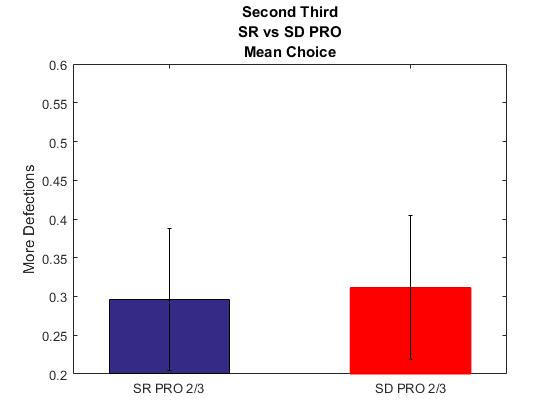 Second Third
SR vs SD PRO
Mean Choice
More Defections
0.6
0.55
0.5
0.45
0.4
0.35
0.3
0.25
0.2
SR PRO 2/3
SD PRO 2/3